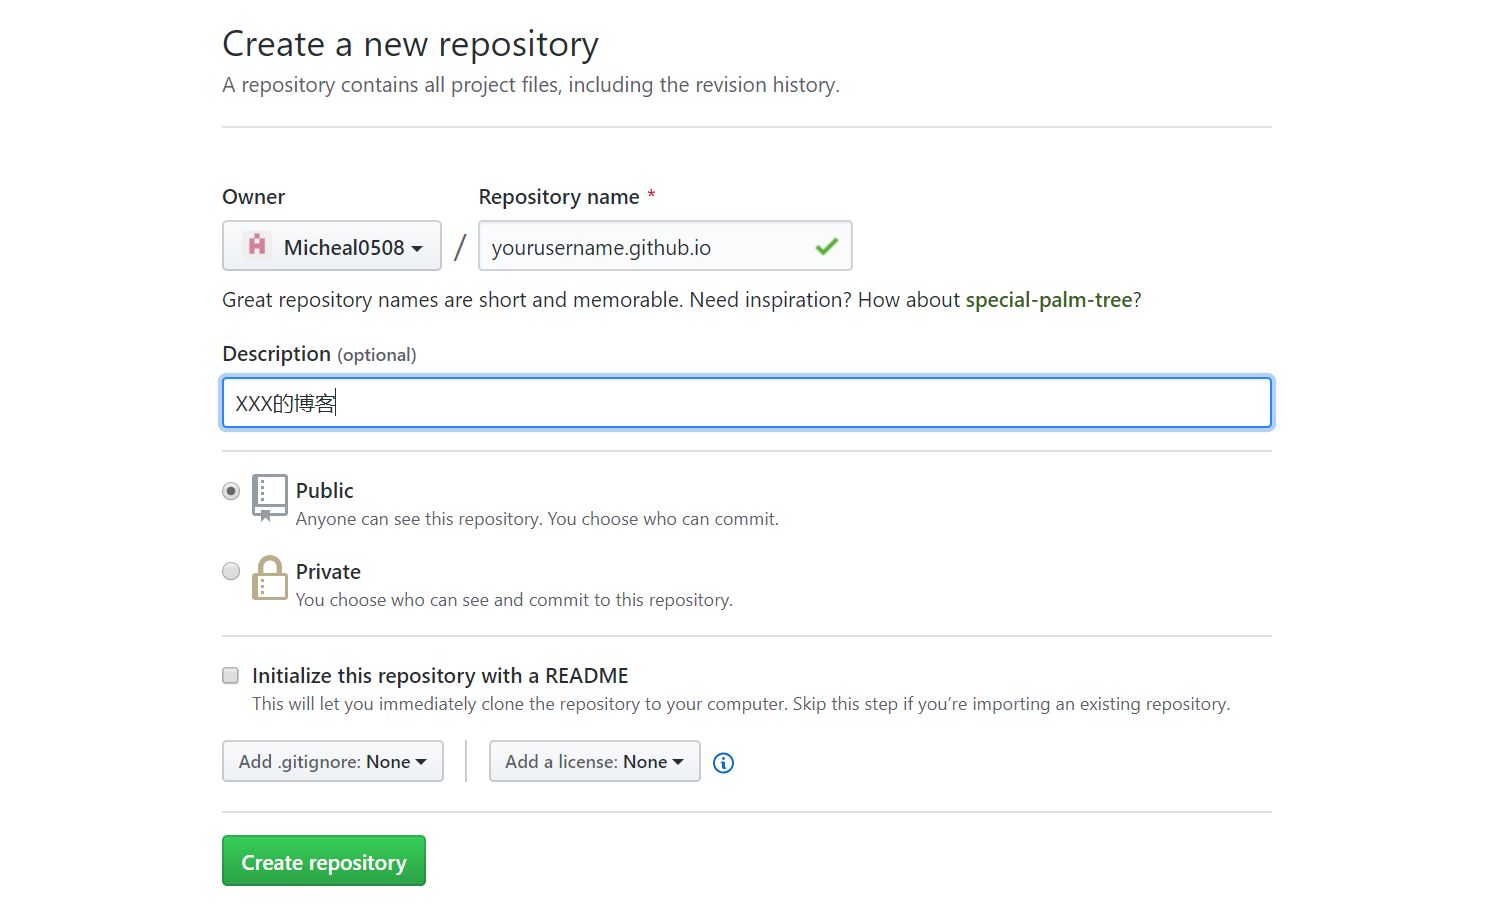 Create a new repository
A repository contains all project files, including the revision history.
Owner
Repository name *
Micheal0508
/
yourusername.github.io
Great repository names are short and memorable. Need inspiration? How about special-palm-tree?
Description (optional)
XXX的博客
Public
Anyone can see this repository. You choose who can commit.
Private
You choose who can see and commit to this repository.
Initialize this repository with a README
This will let you immediately clone the repository to your computer. Skip this step if you’re importing an existing repository.
Add .gitignore: None
Add a license: None
Create repository